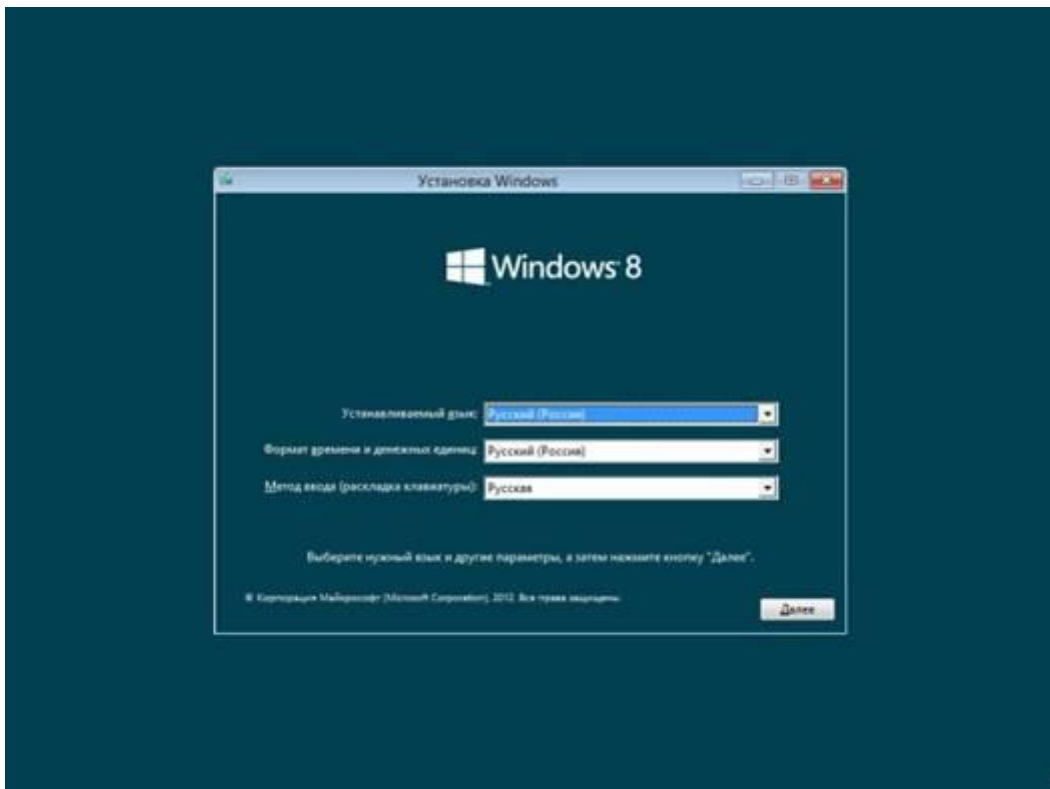 Установка Windows
Windows 8
Устанавливаемый язык: Русский (Россия)
Формат времени и денежных единиц: Русский (Россия)
Метод ввода (раскладка клавиатуры): Русская
Выберите нужный язык и другие параметры, а затем нажмите кнопку "Далее".
© Корпорация Майкрософт (Microsoft Corporation), 2012. Все права защищены.
Далее